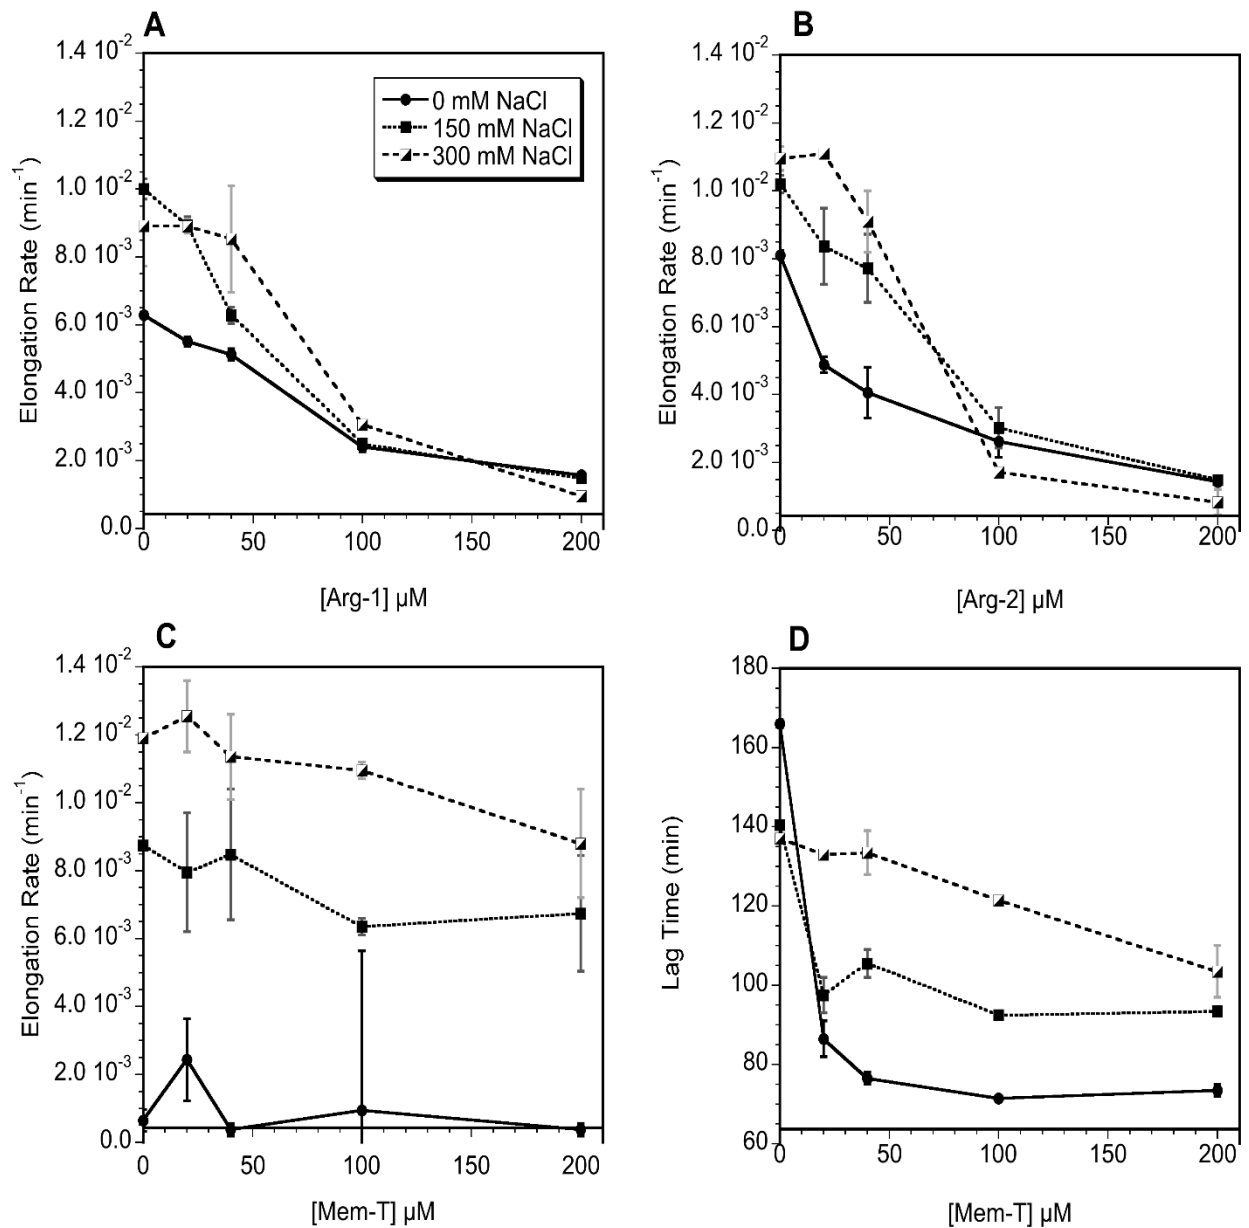 A
1.4 10⁻²
1.2 10⁻²
1.0 10⁻²
8.0 10⁻³
6.0 10⁻³
4.0 10⁻³
2.0 10⁻³
0.0
Elongation Rate (min⁻¹)
0 mM NaCl
150 mM NaCl
300 mM NaCl
0 50 100 150 200
[Arg-1] µM
B
1.4 10⁻²
1.2 10⁻²
1.0 10⁻²
8.0 10⁻³
6.0 10⁻³
4.0 10⁻³
2.0 10⁻³
0.0
Elongation Rate (min⁻¹)
0 50 100 150 200
[Arg-2] µM
C
1.4 10⁻²
1.2 10⁻²
1.0 10⁻²
8.0 10⁻³
6.0 10⁻³
4.0 10⁻³
2.0 10⁻³
0.0
Elongation Rate (min⁻¹)
0 50 100 150 200
[Mem-T] µM
D
180
160
140
120
100
80
60
Lag Time (min)
0 50 100 150 200
[Mem-T] µM